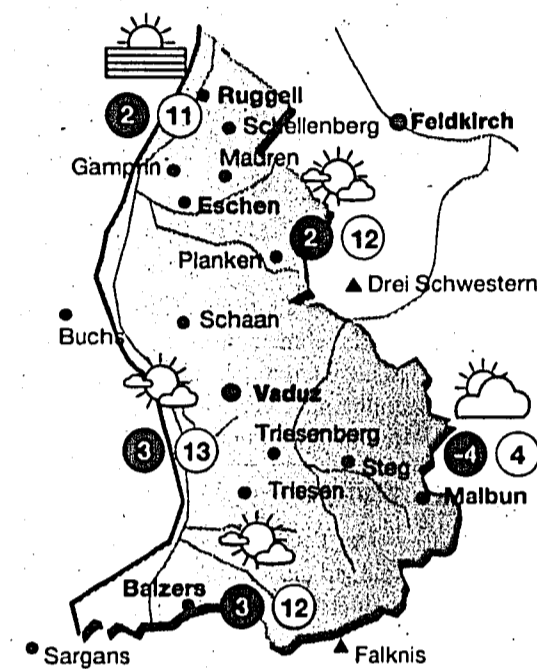 2 11
Ruggell
Schellenberg
Feldkirch
Gamprin
Mauren
Eschen
2 12
Planken
Drei Schwestern
Buchs
Schaan
Vaduz
3 13
Triesenberg
Steg
-4 4
Triesen
Malbun
Balzers
3 12
Sargans
Falknis